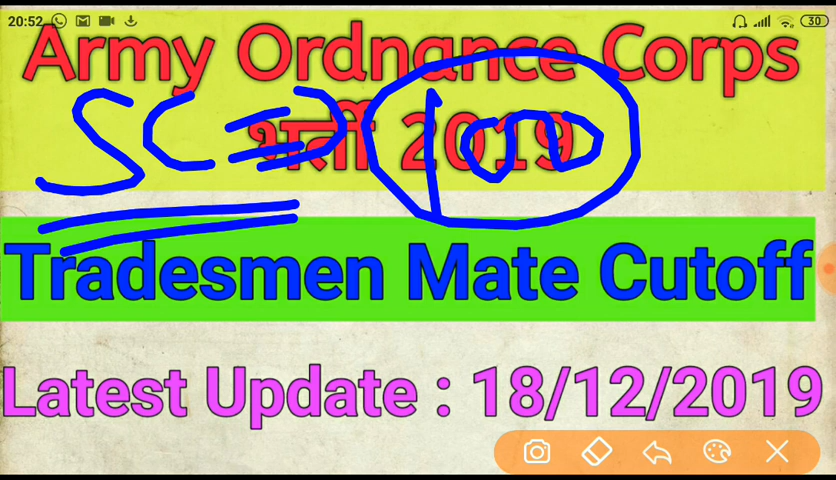 20:52 30
Army Ordnance Corps
SC => 100
भर्ती 2019
Tradesmen Mate Cutoff
Latest Update : 18/12/2019